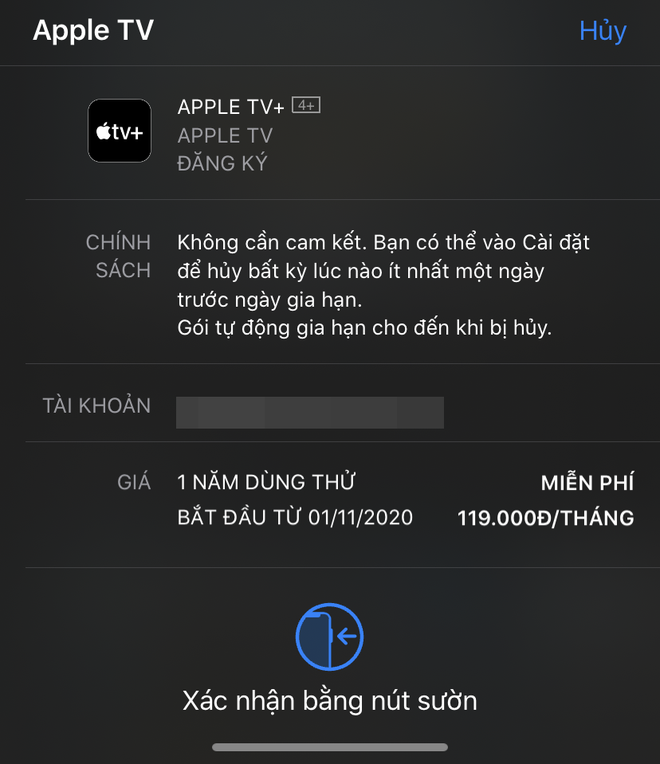 Apple TV
Hủy
tv+
APPLE TV+ 4+
APPLE TV
ĐĂNG KÝ
CHÍNH SÁCH
Không cần cam kết. Bạn có thể vào Cài đặt
để hủy bất kỳ lúc nào ít nhất một ngày
trước ngày gia hạn.
Gói tự động gia hạn cho đến khi bị hủy.
TÀI KHOẢN
GIÁ
1 NĂM DÙNG THỬ MIỄN PHÍ
BẮT ĐẦU TỪ 01/11/2020 119.000Đ/THÁNG
Xác nhận bằng nút sườn